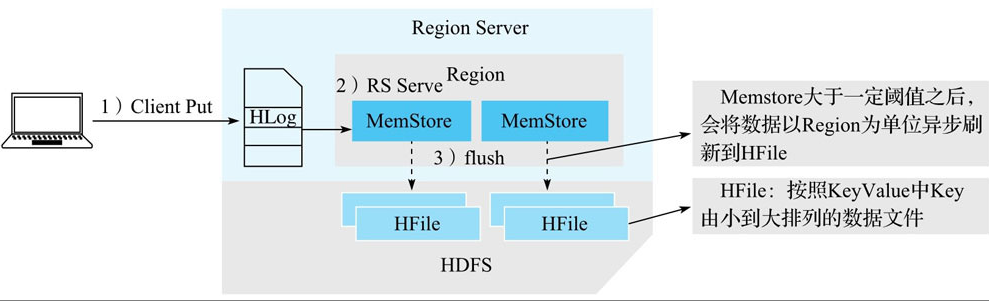 Region Server
Region
2）RS Serve
1）Client Put
HLog
MemStore
MemStore
3）flush
Memstore大于一定阈值之后，
会将数据以Region为单位异步刷
新到HFile
HFile：按照KeyValue中Key
由小到大排列的数据文件
HFile
HFile
HDFS